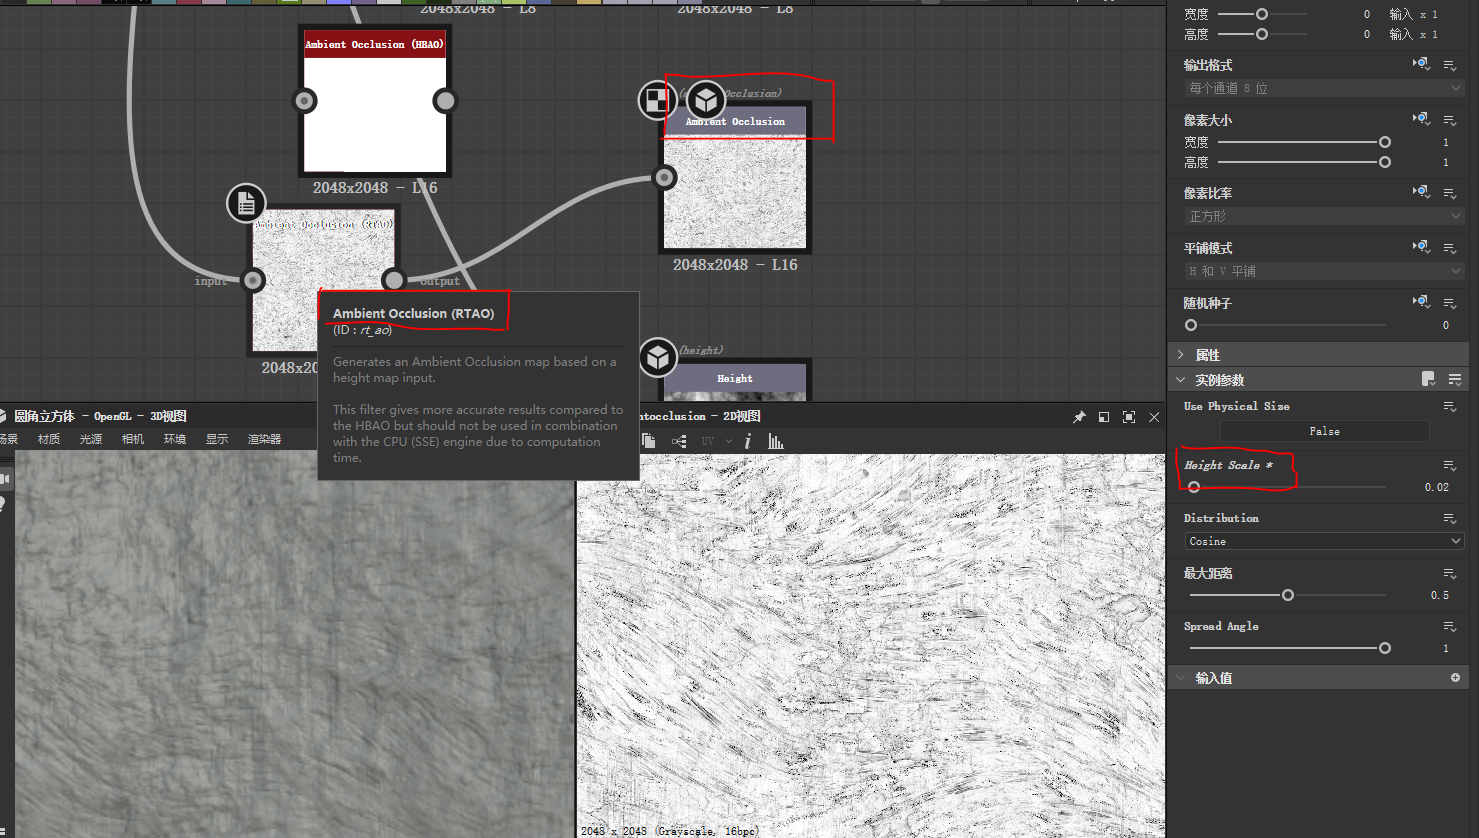 2048x2048 - L8
2048x2048 - L8
Ambient Occlusion (HBAO)
2048x2048 - L16
Occlusion)
Ambient Occlusion
2048x2048 - L16
Ambient Occlusion (RTAO)
input
output
2048x20
Ambient Occlusion (RTAO)
(ID : rt_ao)
Generates an Ambient Occlusion map based on a
height map input.
This filter gives more accurate results compared to
the HBAO but should not be used in combination
with the CPU (SSE) engine due to computation
time.
(height)
Height
圆角立方体 - OpenGL - 3D视图
场景 材质 光源 相机 环境 显示 渲染器
ntocclusion - 2D视图
UV
2048 x 2048 (Grayscale, 16bpc)
宽度 0 输入 x 1
高度 0 输入 x 1
输出格式
每个通道 8 位
像素大小
宽度 1
高度 1
像素比率
正方形
平铺模式
H 和 V 平铺
随机种子
0
属性
实例参数
Use Physical Size
False
Height Scale *
0.02
Distribution
Cosine
最大距离
0.5
Spread Angle
1
输入值